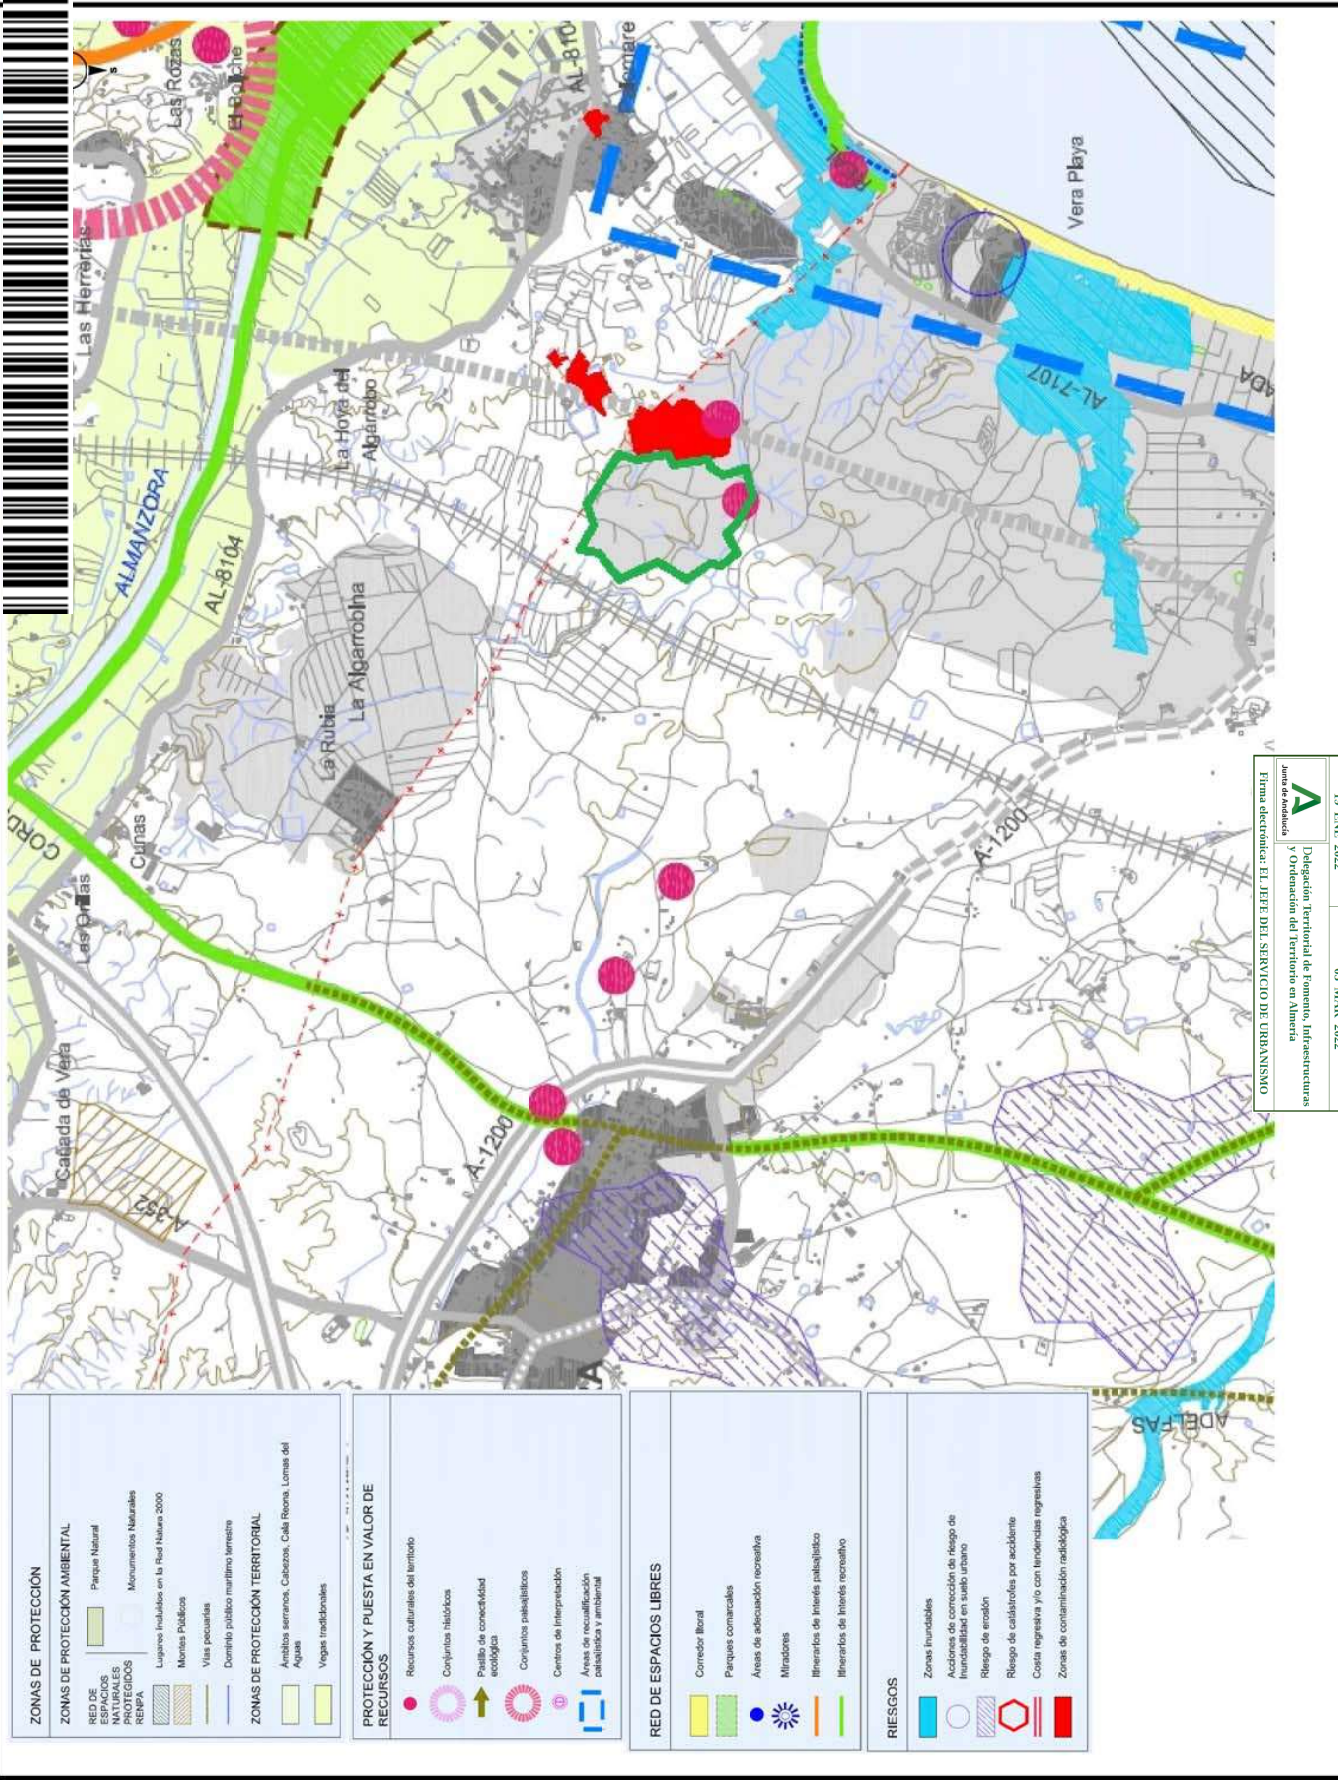 Las Rozas
Las Herrerías
ALMANZORA
AL-8104
La Hoya del
Algarrobo
La Algarrobina
La Rubia
Cunas
Cañada de Vera
A-352
A-1200
A-1200
AL-7107
Vera Playa
ADELFAS
Junta de Andalucía
Delegación Territorial de Fomento, Infraestructuras
y Ordenación del Territorio en Almería
Firma electrónica: EL JEFE DEL SERVICIO DE URBANISMO
ZONAS DE PROTECCIÓN
ZONAS DE PROTECCIÓN AMBIENTAL
RED DE
ESPACIOS
NATURALES
PROTEGIDOS
RENPA
Parque Natural
Monumentos Naturales
Lugares Incluidos en la Red Natura 2000
Montes Públicos
Vías pecuarias
Dominio público marítimo terrestre
ZONAS DE PROTECCIÓN TERRITORIAL
Ámbitos serranos, Cabezos, Cala Reona, Lomas del
Aguas
Vegas tradicionales
PROTECCIÓN Y PUESTA EN VALOR DE
RECURSOS
Recursos culturales del territorio
Conjuntos históricos
Pasillo de conectividad
ecológica
Conjuntos paisajísticos
Centros de Interpretación
Áreas de recualificación
paisajística y ambiental
RED DE ESPACIOS LIBRES
Corredor litoral
Parques comarcales
Áreas de adecuación recreativa
Miradores
Itinerarios de interés paisajístico
Itinerarios de interés recreativo
RIESGOS
Zonas inundables
Acciones de corrección de riesgo de
inundabilidad en suelo urbano
Riesgo de erosión
Riesgo de catástrofes por accidente
Costa regresiva y/o con tendencias regresivas
Zonas de contaminación radiológica